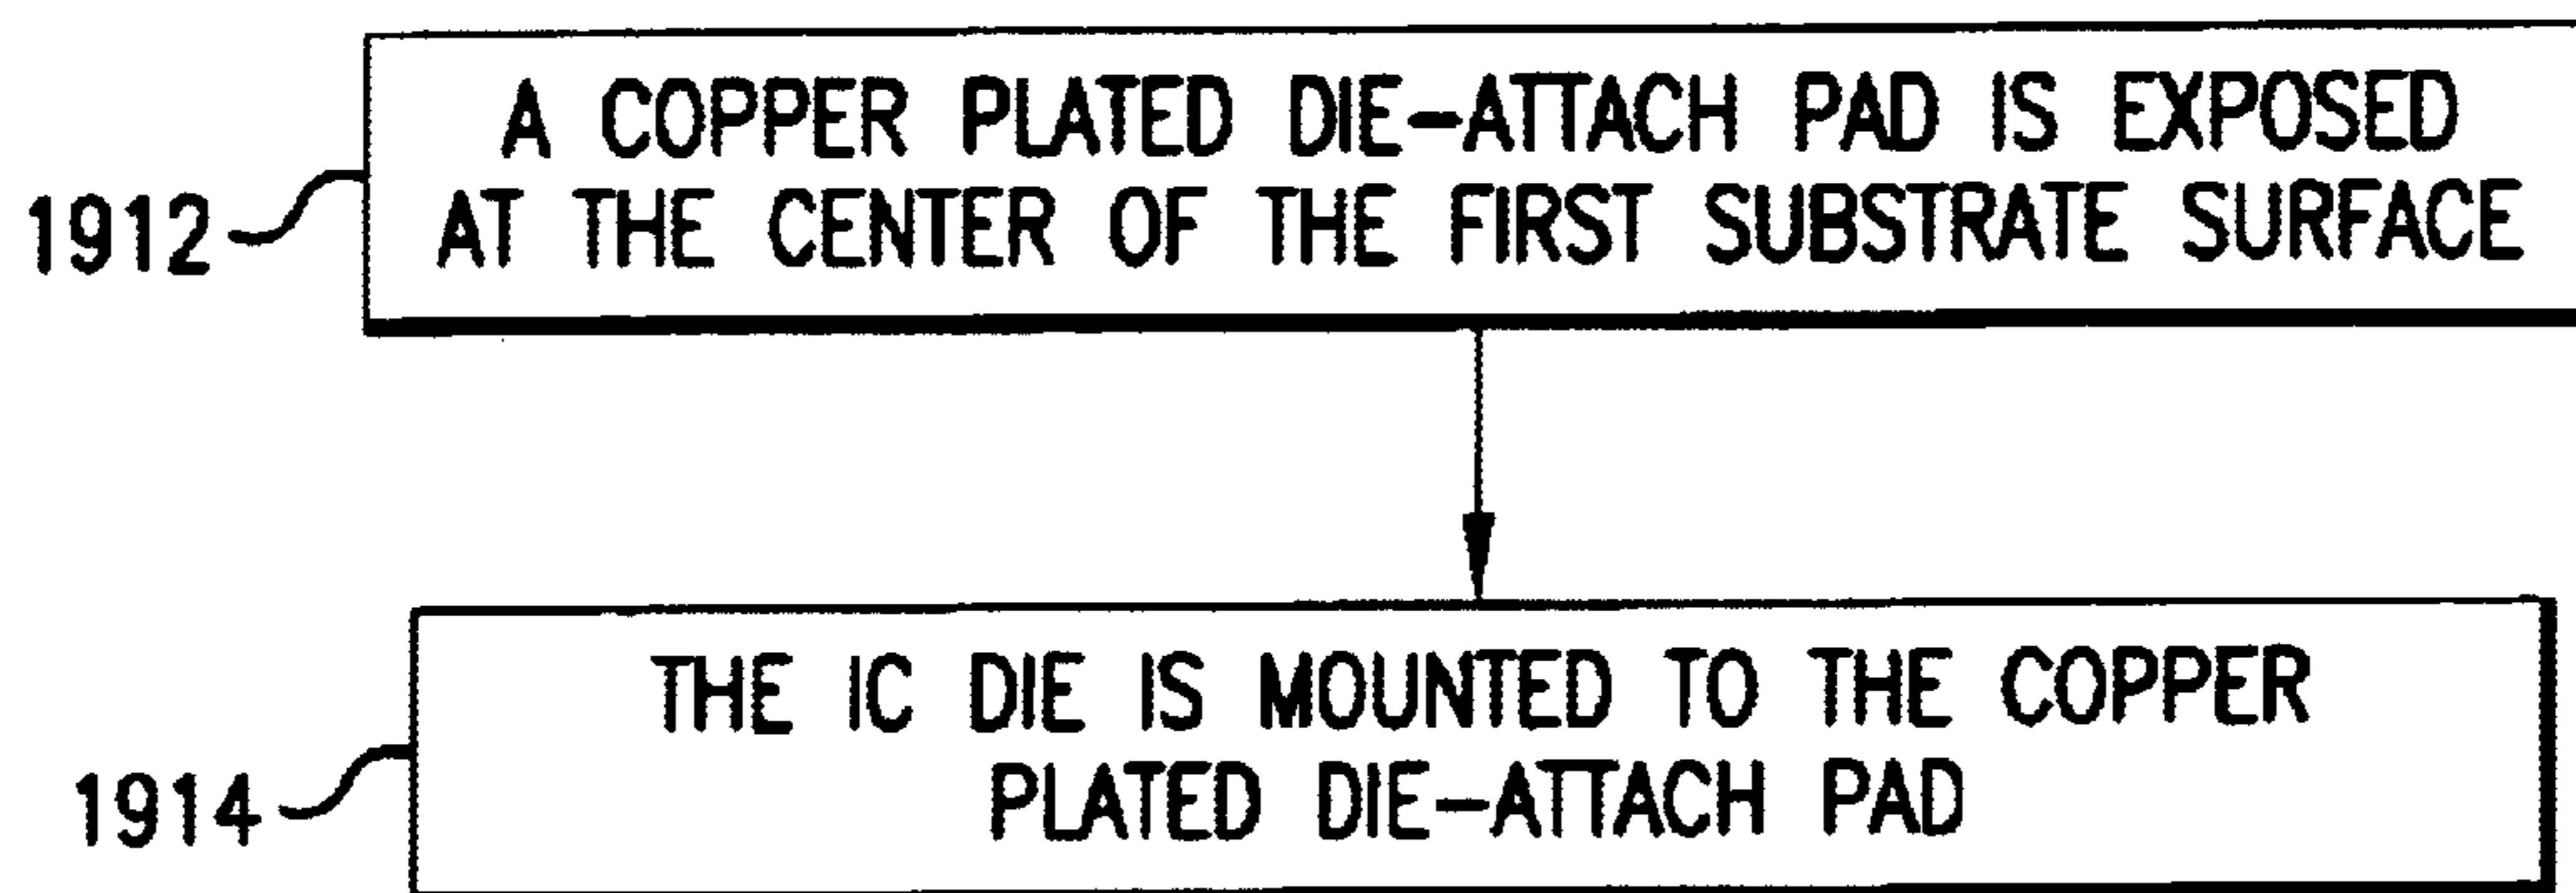 1912
A COPPER PLATED DIE-ATTACH PAD IS EXPOSED
AT THE CENTER OF THE FIRST SUBSTRATE SURFACE
1914
THE IC DIE IS MOUNTED TO THE COPPER
PLATED DIE-ATTACH PAD